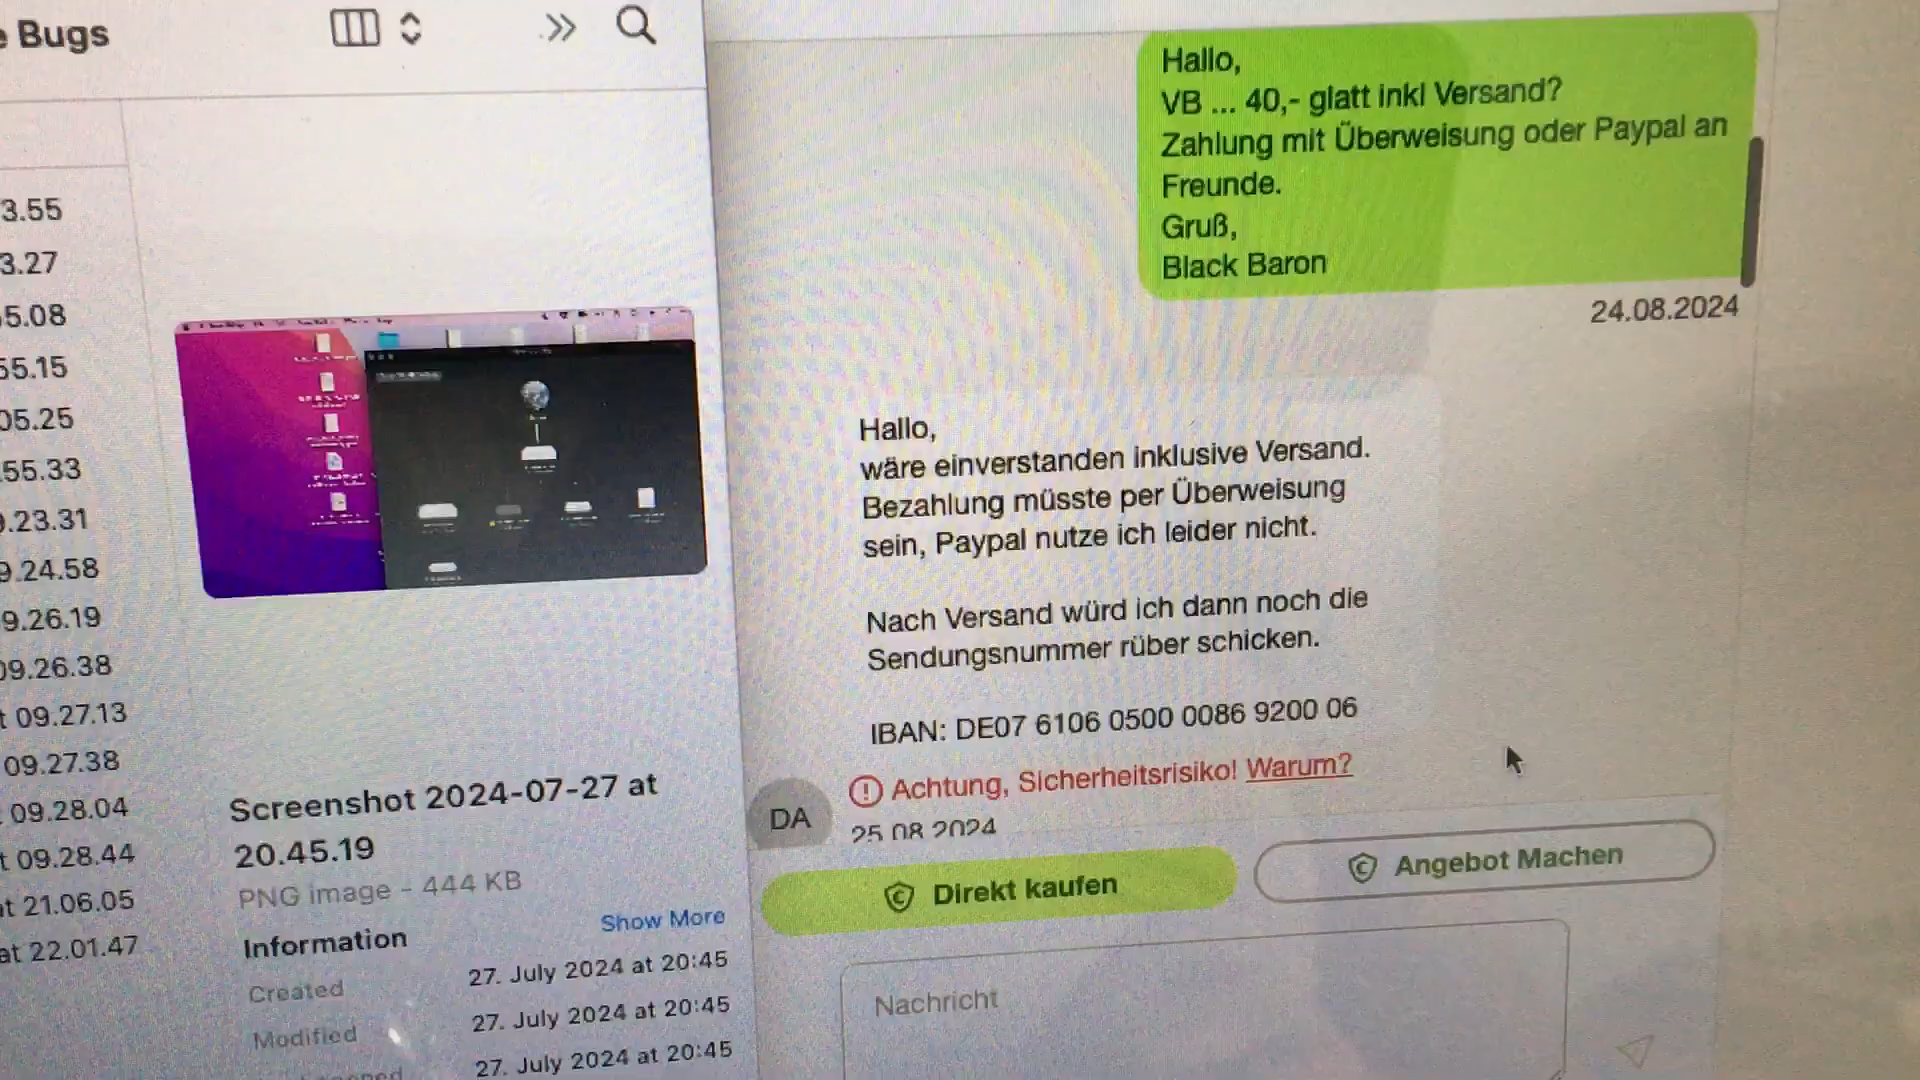 Bugs
3.55
3.27
5.08
55.15
05.25
55.33
9.23.31
9.24.58
9.26.19
09.26.38
t 09.27.13
09.27.38
09.28.04
t 09.28.44
at 21.06.05
at 22.01.47
Screenshot 2024-07-27 at
20.45.19
PNG image - 444 KB
Show More
Information
Created
27. July 2024 at 20:45
Modified
27. July 2024 at 20:45
27. July 2024 at 20:45
Hallo,
VB ... 40,- glatt inkl Versand?
Zahlung mit Überweisung oder Paypal an
Freunde.
Gruß,
Black Baron
24.08.2024
Hallo,
wäre einverstanden inklusive Versand.
Bezahlung müsste per Überweisung
sein, Paypal nutze ich leider nicht.
Nach Versand würd ich dann noch die
Sendungsnummer rüber schicken.
IBAN: DE07 6106 0500 0086 9200 06
Achtung, Sicherheitsrisiko! Warum?
DA
25.08.2024
Direkt kaufen
Angebot Machen
Nachricht